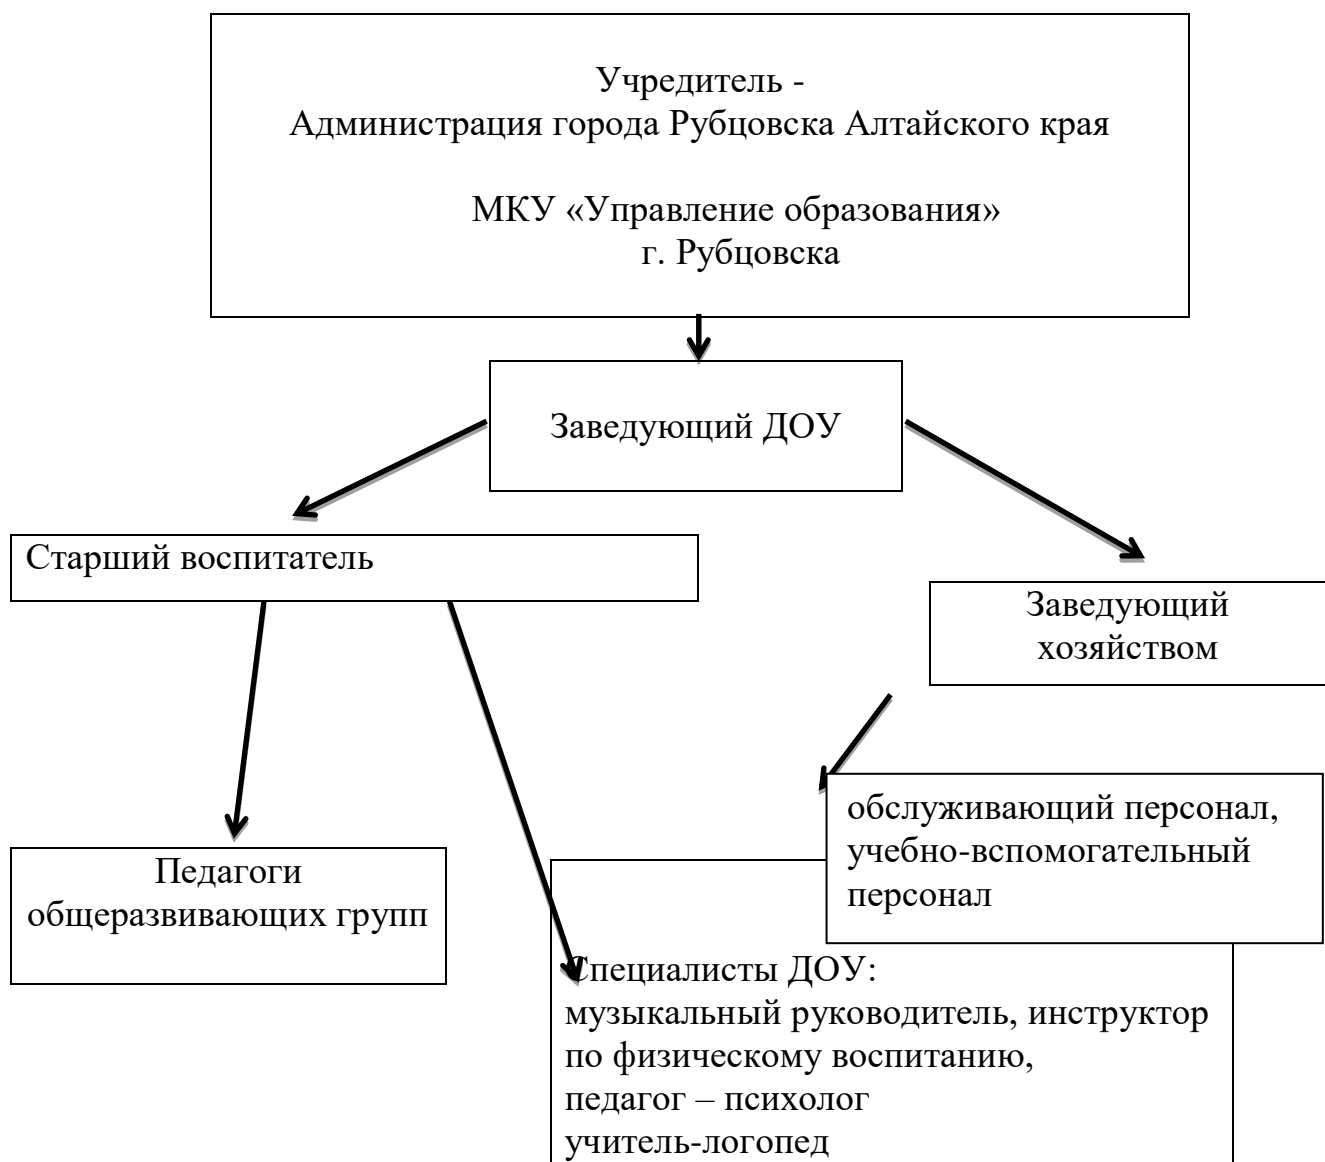 Учредитель -
Администрация города Рубцовска Алтайского края
МКУ «Управление образования»
г. Рубцовска
Заведующий ДОУ
Старший воспитатель
Заведующий
хозяйством
обслуживающий персонал,
учебно-вспомогательный
персонал
Педагоги
общеразвивающих групп
Специалисты ДОУ:
музыкальный руководитель, инструктор
по физическому воспитанию,
педагог – психолог
учитель-логопед